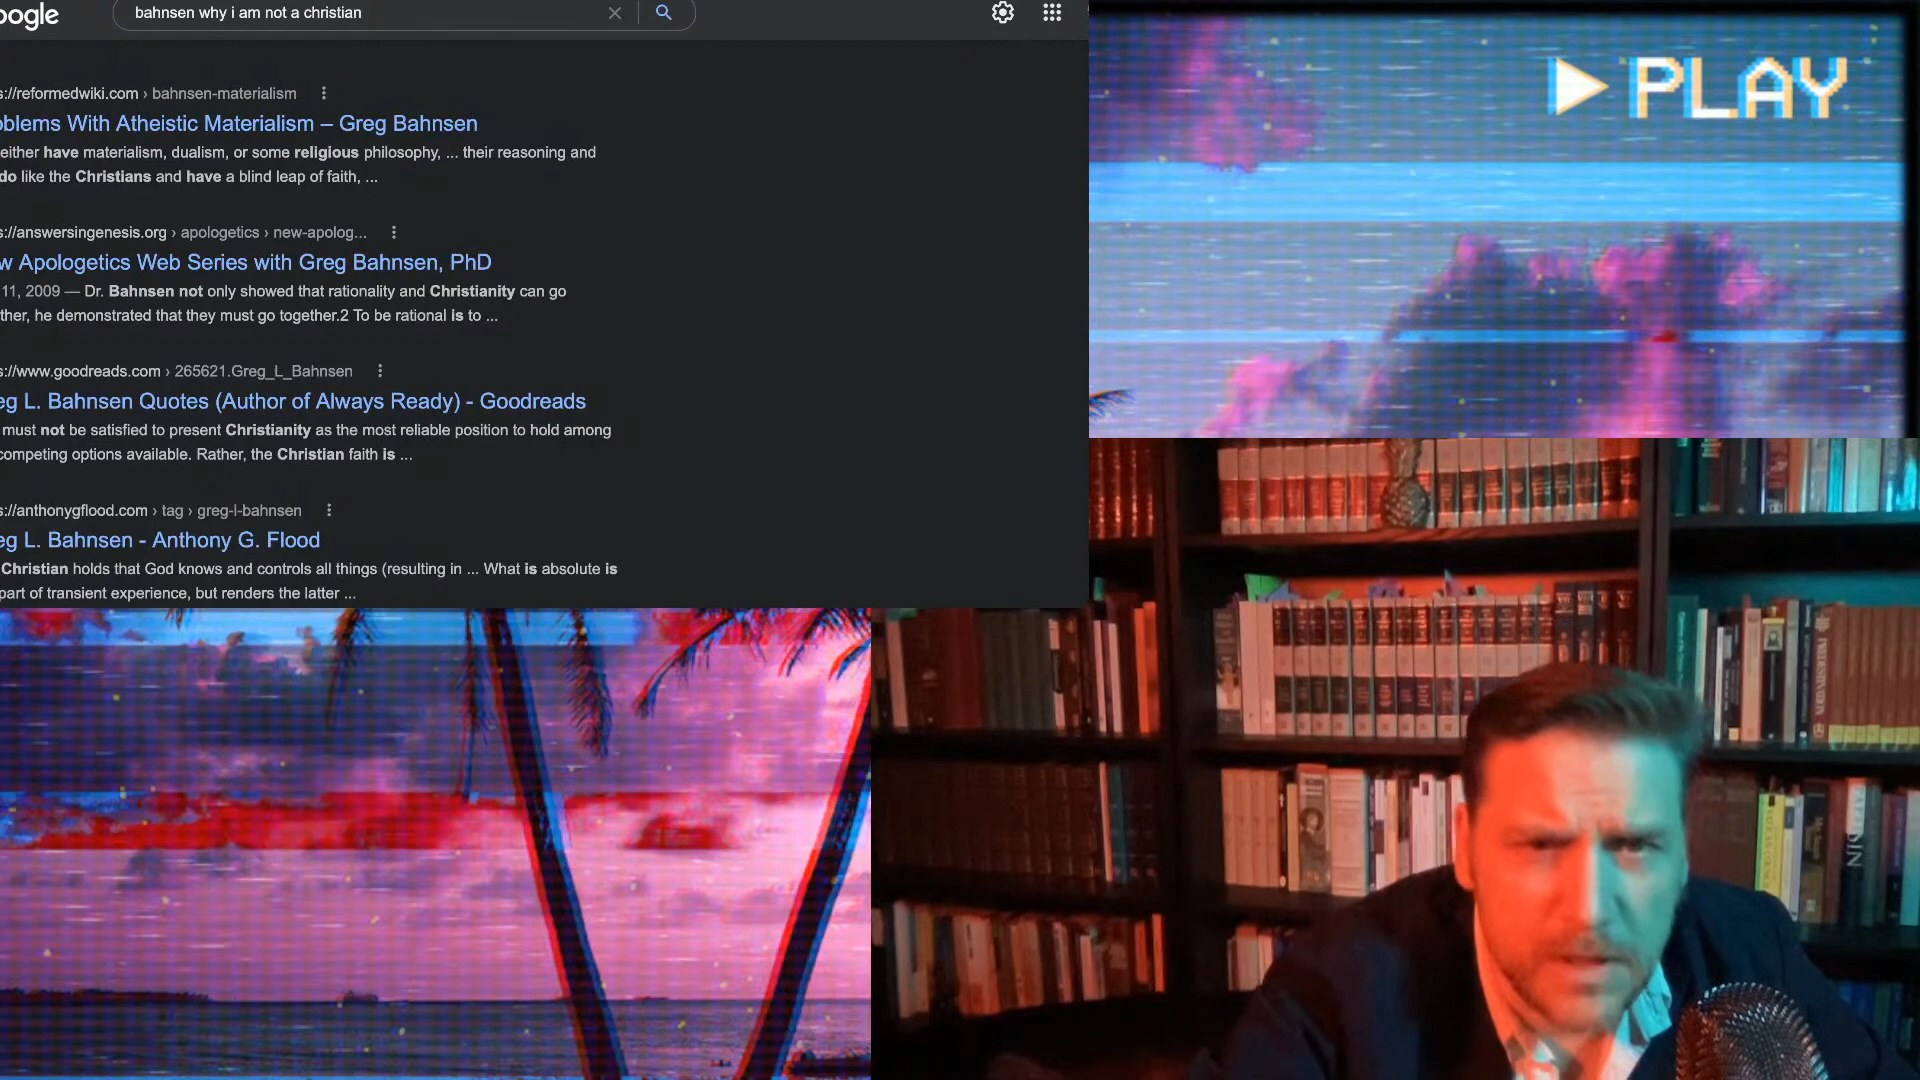 oogle
bahnsen why i am not a christian
s://reformedwiki.com › bahnsen-materialism
oblems With Atheistic Materialism – Greg Bahnsen
either have materialism, dualism, or some religious philosophy, ... their reasoning and
do like the Christians and have a blind leap of faith, ...
s://answersingenesis.org › apologetics › new-apolog...
w Apologetics Web Series with Greg Bahnsen, PhD
11, 2009 — Dr. Bahnsen not only showed that rationality and Christianity can go
ther, he demonstrated that they must go together.2 To be rational is to ...
s://www.goodreads.com › 265621.Greg_L_Bahnsen
eg L. Bahnsen Quotes (Author of Always Ready) - Goodreads
must not be satisfied to present Christianity as the most reliable position to hold among
competing options available. Rather, the Christian faith is ...
s://anthonygflood.com › tag › greg-l-bahnsen
eg L. Bahnsen - Anthony G. Flood
Christian holds that God knows and controls all things (resulting in ... What is absolute is
part of transient experience, but renders the latter ...
PLAY